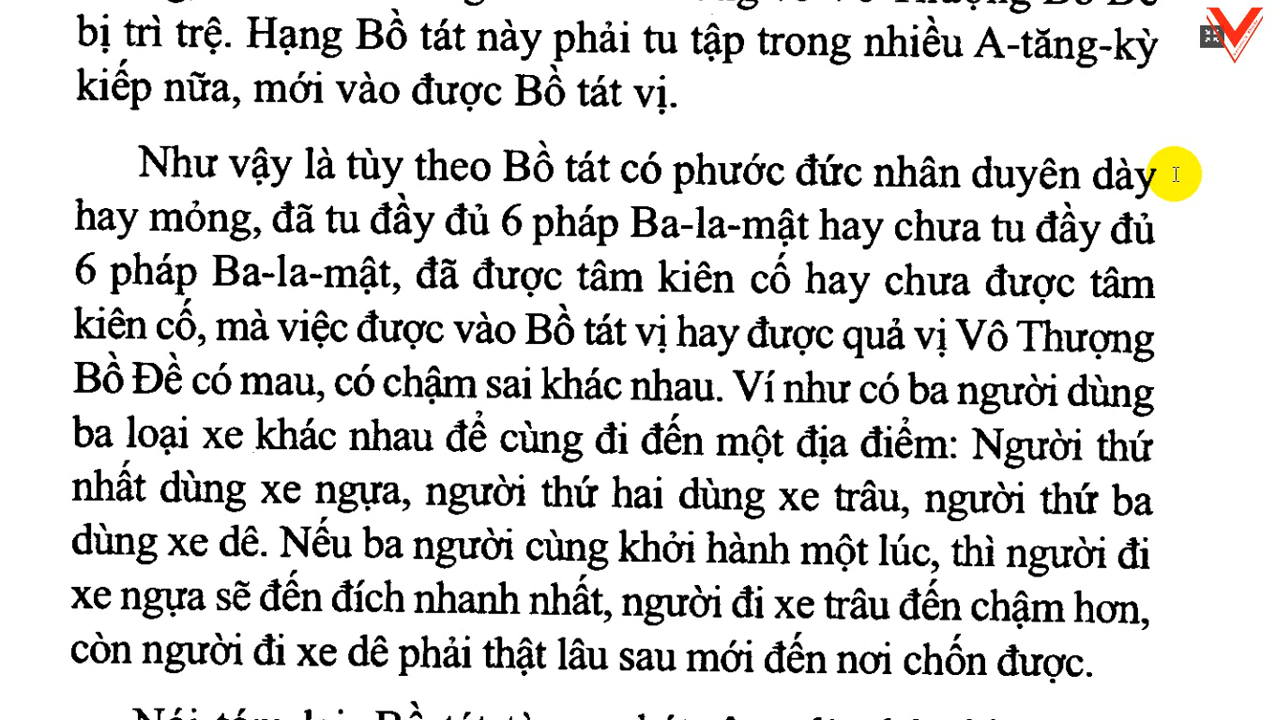 Thượng Bồ Đề
bị trì trệ. Hạng Bồ tát này phải tu tập trong nhiều A-tăng-kỳ
kiếp nữa, mới vào được Bồ tát vị.
Như vậy là tùy theo Bồ tát có phước đức nhân duyên dày
hay mỏng, đã tu đầy đủ 6 pháp Ba-la-mật hay chưa tu đầy đủ
6 pháp Ba-la-mật, đã được tâm kiên cố hay chưa được tâm
kiên cố, mà việc được vào Bồ tát vị hay được quả vị Vô Thượng
Bồ Đề có mau, có chậm sai khác nhau. Ví như có ba người dùng
ba loại xe khác nhau để cùng đi đến một địa điểm: Người thứ
nhất dùng xe ngựa, người thứ hai dùng xe trâu, người thứ ba
dùng xe dê. Nếu ba người cùng khởi hành một lúc, thì người đi
xe ngựa sẽ đến đích nhanh nhất, người đi xe trâu đến chậm hơn,
còn người đi xe dê phải thật lâu sau mới đến nơi chốn được.
Nói tóm lại, Bồ tát